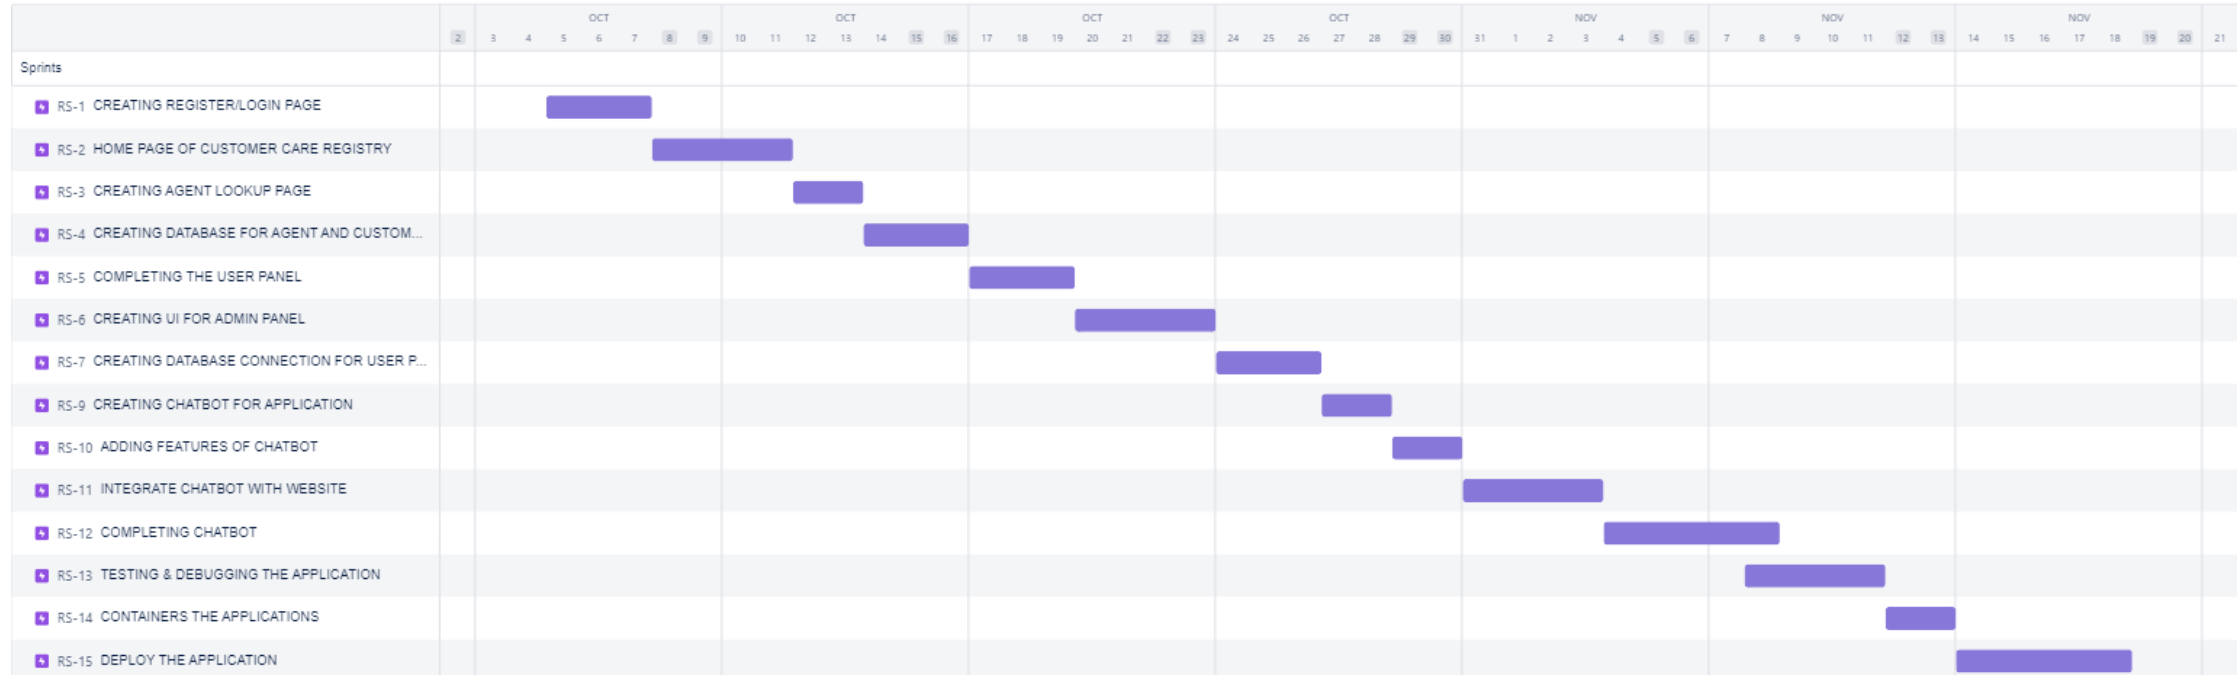 OCT OCT OCT OCT NOV NOV NOV
2 3 4 5 6 7 8 9 10 11 12 13 14 15 16 17 18 19 20 21 22 23 24 25 26 27 28 29 30 31 1 2 3 4 5 6 7 8 9 10 11 12 13 14 15 16 17 18 19 20 21
Sprints
RS-1 CREATING REGISTER/LOGIN PAGE
RS-2 HOME PAGE OF CUSTOMER CARE REGISTRY
RS-3 CREATING AGENT LOOKUP PAGE
RS-4 CREATING DATABASE FOR AGENT AND CUSTOM...
RS-5 COMPLETING THE USER PANEL
RS-6 CREATING UI FOR ADMIN PANEL
RS-7 CREATING DATABASE CONNECTION FOR USER P...
RS-9 CREATING CHATBOT FOR APPLICATION
RS-10 ADDING FEATURES OF CHATBOT
RS-11 INTEGRATE CHATBOT WITH WEBSITE
RS-12 COMPLETING CHATBOT
RS-13 TESTING & DEBUGGING THE APPLICATION
RS-14 CONTAINERS THE APPLICATIONS
RS-15 DEPLOY THE APPLICATION